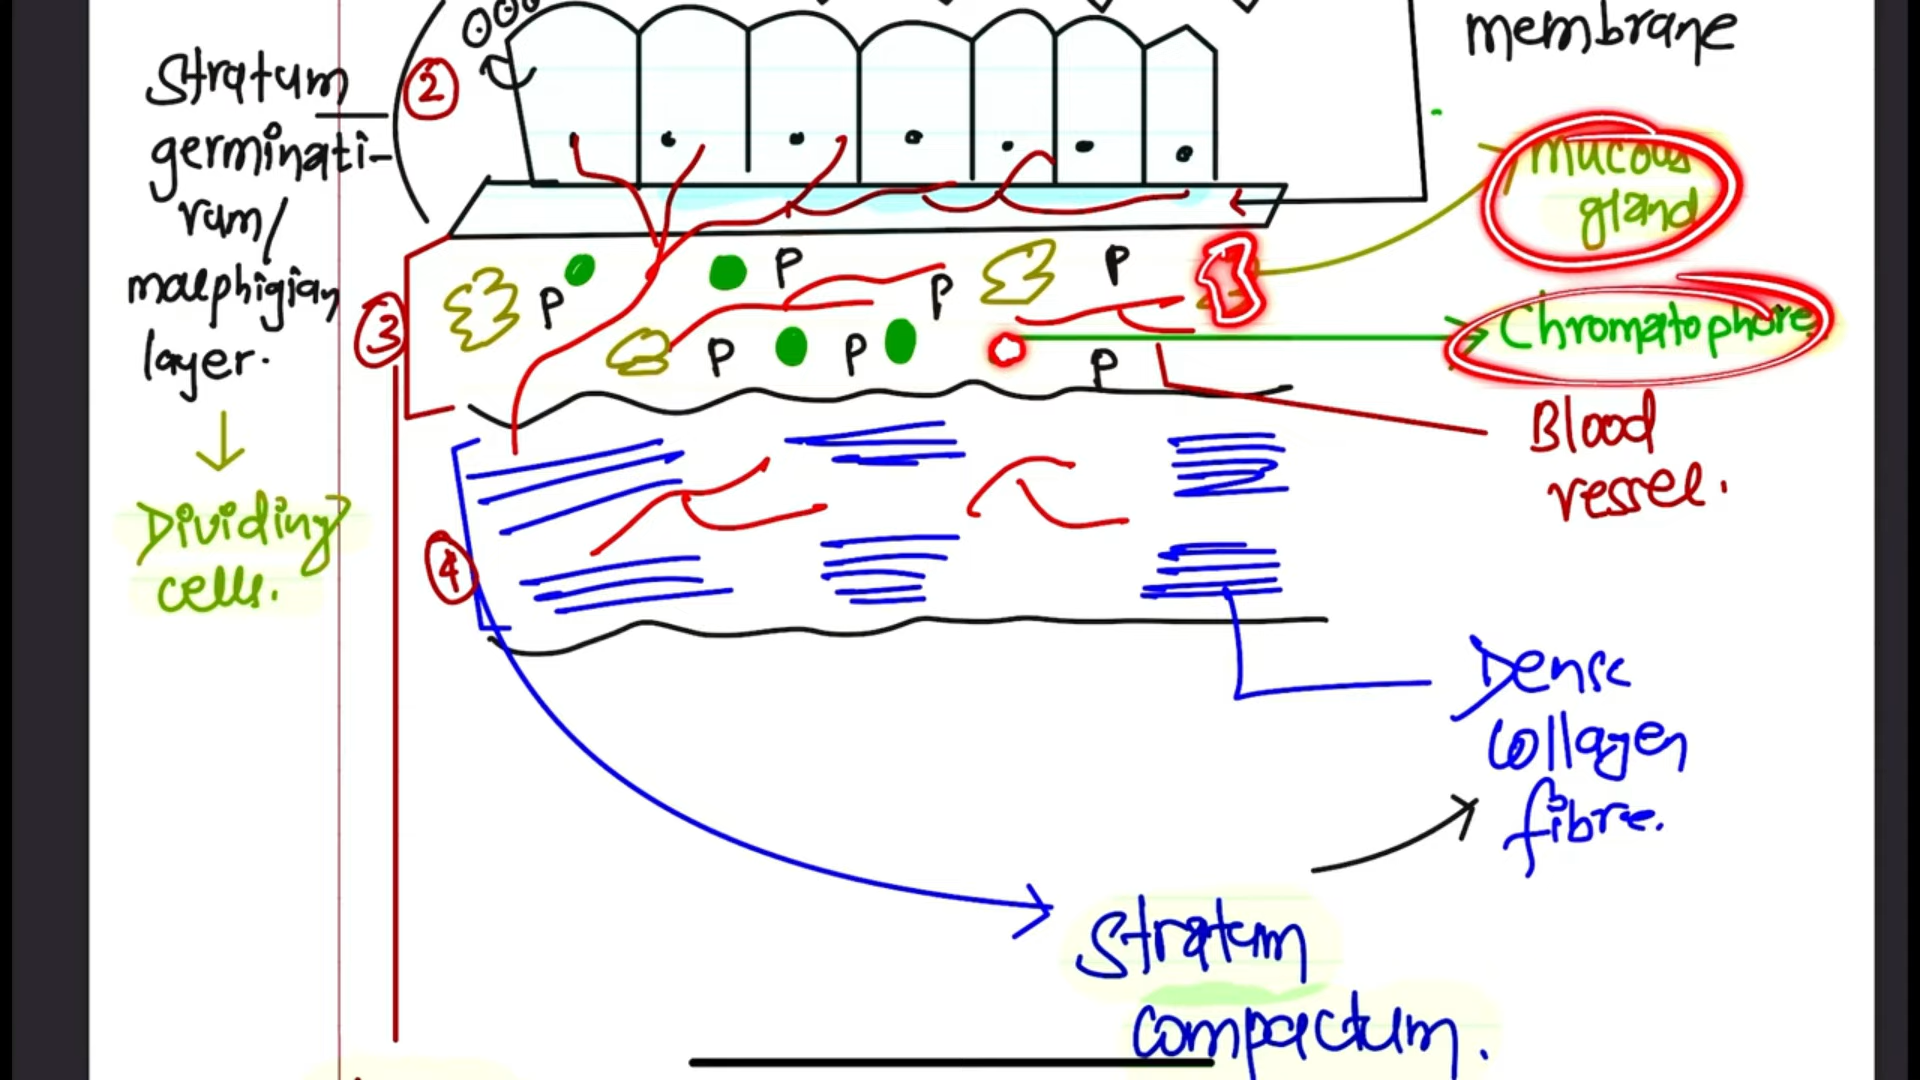 membrane
Stratum
germinati-
rum/
malphigian
layer.
Dividing
cells.
2
3
4
P
P
P
P
P
P
P
Mucous
gland
Chromatophore
Blood
vessel.
Dense
collagen
fibre.
Stratum
compactum.